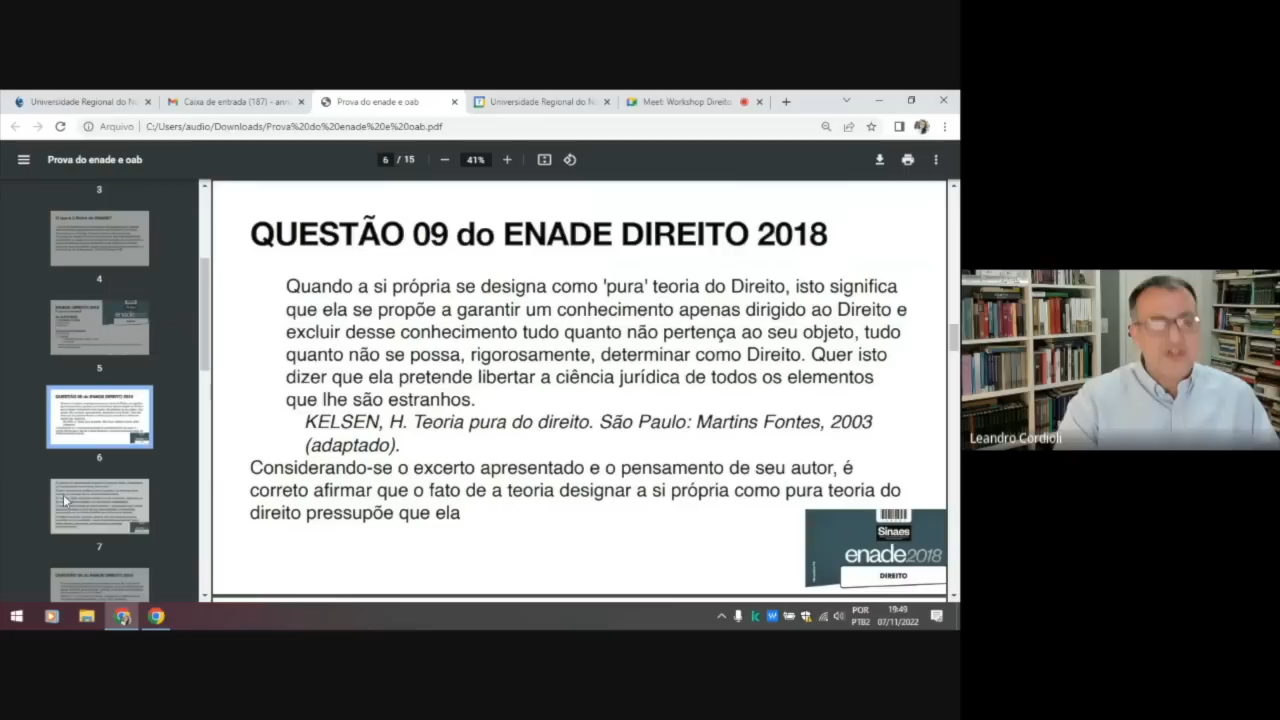 Universidade Regional do No
Caixa de entrada (187) - ann
Prova do enade e oab
Universidade Regional do No
Meet: Workshop Direito
Arquivo
C:/Users/audio/Downloads/Prova%20do%20enade%20e%20oab.pdf
Prova do enade e oab
6 / 15
41%
3
4
5
6
7
QUESTÃO 09 do ENADE DIREITO 2018
Quando a si própria se designa como 'pura' teoria do Direito, isto significa
que ela se propõe a garantir um conhecimento apenas dirigido ao Direito e
excluir desse conhecimento tudo quanto não pertença ao seu objeto, tudo
quanto não se possa, rigorosamente, determinar como Direito. Quer isto
dizer que ela pretende libertar a ciência jurídica de todos os elementos
que lhe são estranhos.
KELSEN, H. Teoria pura do direito. São Paulo: Martins Fontes, 2003
(adaptado).
Considerando-se o excerto apresentado e o pensamento de seu autor, é
correto afirmar que o fato de a teoria designar a si própria como pura teoria do
direito pressupõe que ela
Sinaes
enade2018
DIREITO
Leandro Cordioli
POR
PTB2
19:49
07/11/2022